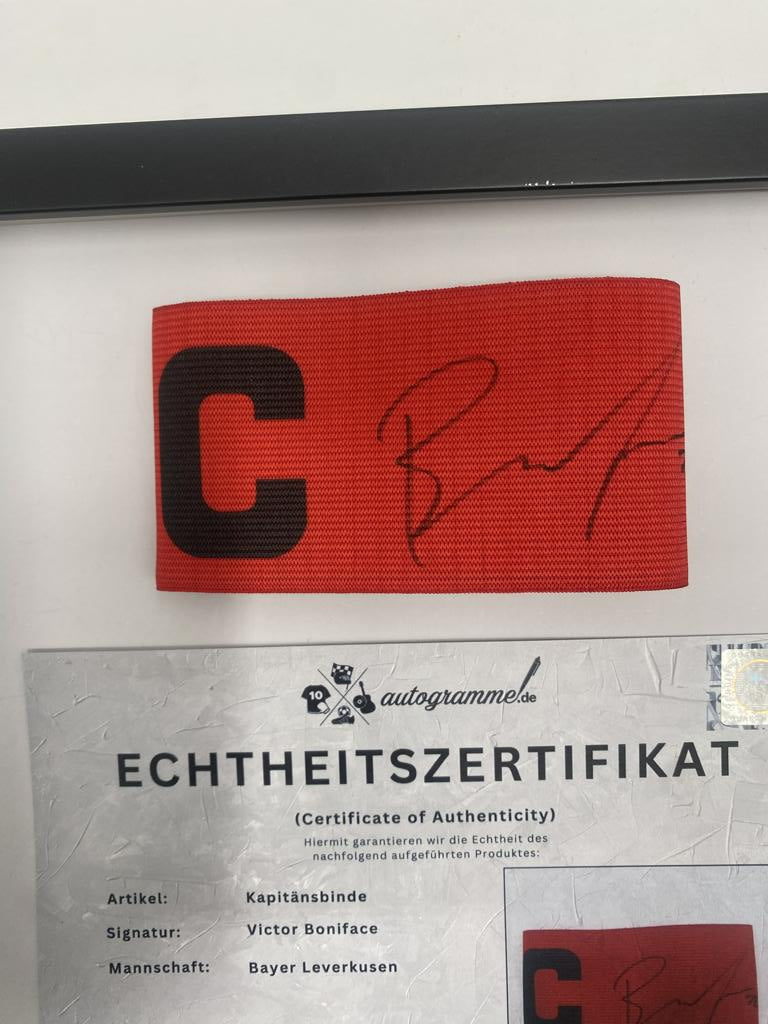 C
10
autogramme.de
ECHTHEITSZERTIFIKAT
(Certificate of Authenticity)
Hiermit garantieren wir die Echtheit des
nachfolgend aufgeführten Produktes:
Artikel: Kapitänsbinde
Signatur: Victor Boniface
Mannschaft: Bayer Leverkusen
C